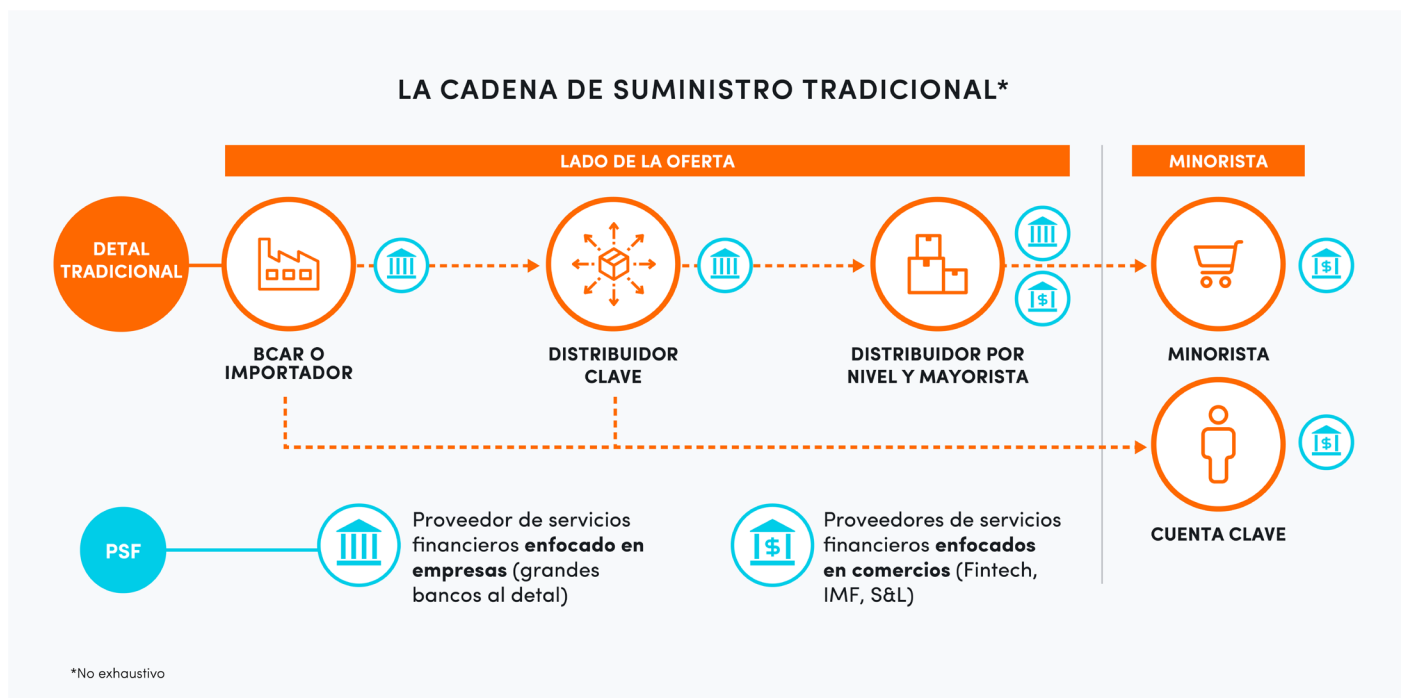 LA CADENA DE SUMINISTRO TRADICIONAL*
LADO DE LA OFERTA
MINORISTA
DETAL
TRADICIONAL
BCAR O
IMPORTADOR
DISTRIBUIDOR
CLAVE
DISTRIBUIDOR POR
NIVEL Y MAYORISTA
MINORISTA
$
$
$
CUENTA CLAVE
PSF
Proveedor de servicios
financieros enfocado en
empresas (grandes
bancos al detal)
$
Proveedores de servicios
financieros enfocados
en comercios (Fintech,
IMF, S&L)
*No exhaustivo